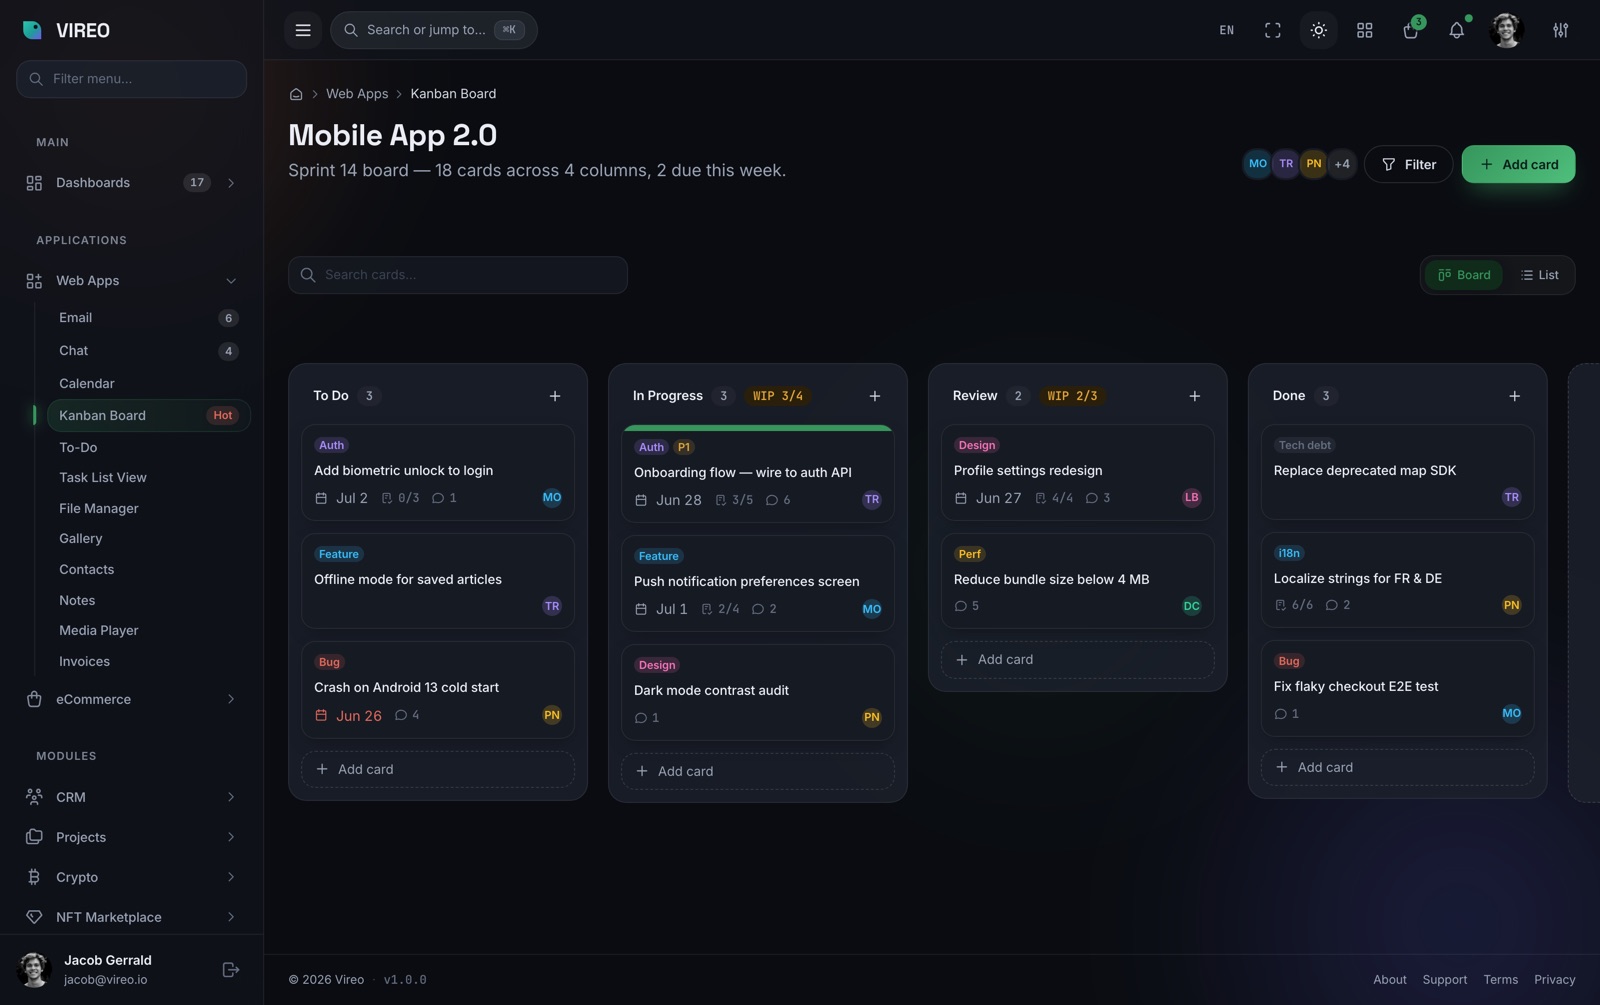 VIREO
Filter menu...
MAIN
Dashboards 17
APPLICATIONS
Web Apps
Email 6
Chat 4
Calendar
Kanban Board Hot
To-Do
Task List View
File Manager
Gallery
Contacts
Notes
Media Player
Invoices
eCommerce
MODULES
CRM
Projects
Crypto
NFT Marketplace
Jacob Gerrald
jacob@vireo.io
Search or jump to... ⌘K
EN
3
Web Apps > Kanban Board
Mobile App 2.0
Sprint 14 board — 18 cards across 4 columns, 2 due this week.
MO TR PN +4 Filter + Add card
Search cards...
Board List
To Do 3 +
Auth
Add biometric unlock to login
Jul 2 0/3 1 MO
Feature
Offline mode for saved articles
TR
Bug
Crash on Android 13 cold start
Jun 26 4 PN
+ Add card
In Progress 3 WIP 3/4 +
Auth P1
Onboarding flow — wire to auth API
Jun 28 3/5 6 TR
Feature
Push notification preferences screen
Jul 1 2/4 2 MO
Design
Dark mode contrast audit
1 PN
+ Add card
Review 2 WIP 2/3 +
Design
Profile settings redesign
Jun 27 4/4 3 LB
Perf
Reduce bundle size below 4 MB
5 DC
+ Add card
Done 3 +
Tech debt
Replace deprecated map SDK
TR
i18n
Localize strings for FR & DE
6/6 2 PN
Bug
Fix flaky checkout E2E test
1 MO
+ Add card
© 2026 Vireo · v1.0.0
About Support Terms Privacy